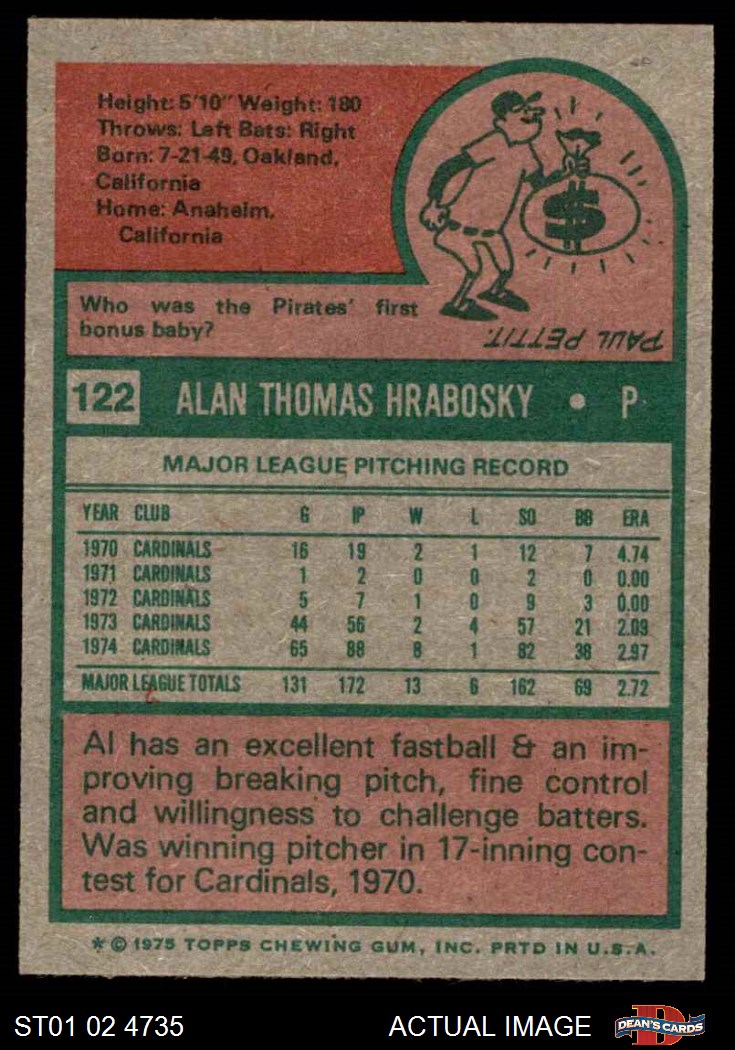 Height: 5'10" Weight: 180
Throws: Left Bats: Right
Born: 7-21-49, Oakland,
California
Home: Anaheim,
California
$
Who was the Pirates' first
bonus baby?
PAUL PETTIT.
122 ALAN THOMAS HRABOSKY • P
MAJOR LEAGUE PITCHING RECORD
YEAR CLUB G IP W L SO BB ERA
1970 CARDINALS 16 19 2 1 12 7 4.74
1971 CARDINALS 1 2 0 0 2 0 0.00
1972 CARDINALS 5 7 1 0 9 3 0.00
1973 CARDINALS 44 56 2 4 57 21 2.09
1974 CARDINALS 65 88 8 1 82 38 2.97
MAJOR LEAGUE TOTALS 131 172 13 6 162 69 2.72
Al has an excellent fastball & an im-
proving breaking pitch, fine control
and willingness to challenge batters.
Was winning pitcher in 17-inning con-
test for Cardinals, 1970.
* © 1975 TOPPS CHEWING GUM, INC. PRTD IN U.S.A.
ST01 02 4735 ACTUAL IMAGE D DEAN'S CARDS